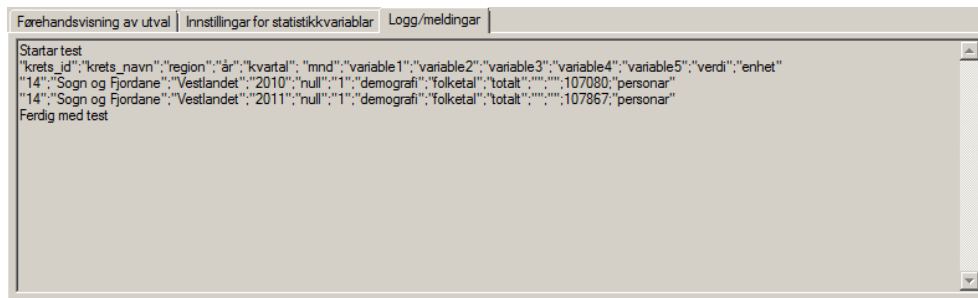 Førehandsvisning av utval Innstillingar for statistikkvariablar Logg/meldingar
Startar test
"krets_id";"krets_navn";"region";"år";"kvartal"; "mnd";"variable1";"variable2";"variable3";"variable4";"variable5";"verdi";"enhet"
"14";"Sogn og Fjordane";"Vestlandet";"2010";"null";"1";"demografi";"folketal";"totalt";"";"";107080;"personar"
"14";"Sogn og Fjordane";"Vestlandet";"2011";"null";"1";"demografi";"folketal";"totalt";"";"";107867;"personar"
Ferdig med test